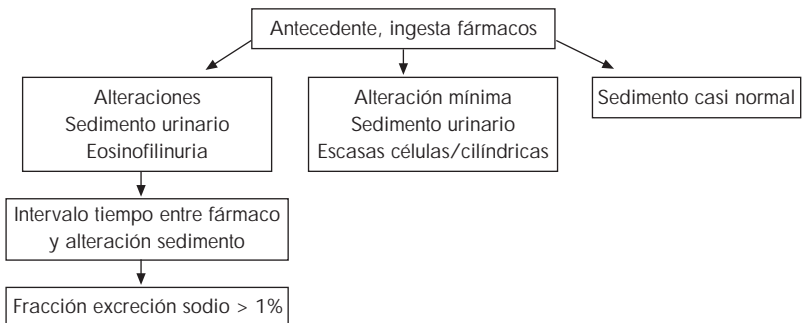 Antecedente, ingesta fármacos
Alteraciones
Sedimento urinario
Eosinofilinuria
Alteración mínima
Sedimento urinario
Escasas células/cilíndricas
Sedimento casi normal
Intervalo tiempo entre fármaco
y alteración sedimento
Fracción excreción sodio > 1%